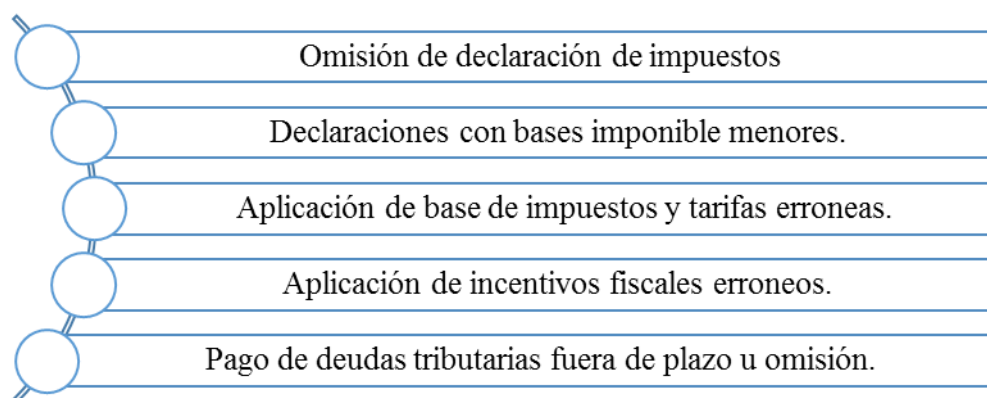 Omisión de declaración de impuestos
Declaraciones con bases imponible menores.
Aplicación de base de impuestos y tarifas erroneas.
Aplicación de incentivos fiscales erroneos.
Pago de deudas tributarias fuera de plazo u omisión.